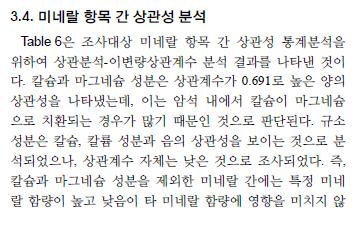 3.4. 미네랄 항목 간 상관성 분석
Table 6은 조사대상 미네랄 항목 간 상관성 통계분석을
위하여 상관분석-이변량상관계수 분석 결과를 나타낸 것이
다. 칼슘과 마그네슘 성분은 상관계수가 0.691로 높은 양의
상관성을 나타냈는데, 이는 암석 내에서 칼슘이 마그네슘
으로 치환되는 경우가 많기 때문인 것으로 판단된다. 규소
성분은 칼슘, 칼륨 성분과 음의 상관성을 보이는 것으로 분
석되었으나, 상관계수 자체는 낮은 것으로 조사되었다. 즉,
칼슘과 마그네슘 성분을 제외한 미네랄 간에는 특정 미네
랄 함량이 높고 낮음이 타 미네랄 함량에 영향을 미치지 않